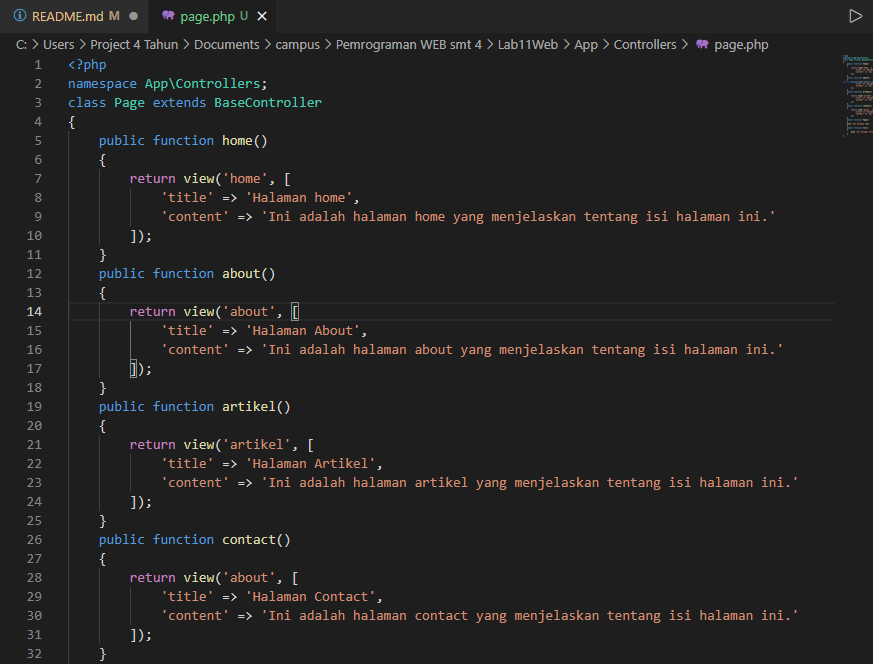 README.md M
page.php U
C: > Users > Project 4 Tahun > Documents > campus > Pemrograman WEB smt 4 > Lab11Web > App > Controllers > page.php
1 <?php
2 namespace App\Controllers;
3 class Page extends BaseController
4 {
5 public function home()
6 {
7 return view('home', [
8 'title' => 'Halaman home',
9 'content' => 'Ini adalah halaman home yang menjelaskan tentang isi halaman ini.'
10 ]);
11 }
12 public function about()
13 {
14 return view('about', [
15 'title' => 'Halaman About',
16 'content' => 'Ini adalah halaman about yang menjelaskan tentang isi halaman ini.'
17 ]);
18 }
19 public function artikel()
20 {
21 return view('artikel', [
22 'title' => 'Halaman Artikel',
23 'content' => 'Ini adalah halaman artikel yang menjelaskan tentang isi halaman ini.'
24 ]);
25 }
26 public function contact()
27 {
28 return view('about', [
29 'title' => 'Halaman Contact',
30 'content' => 'Ini adalah halaman contact yang menjelaskan tentang isi halaman ini.'
31 ]);
32 }